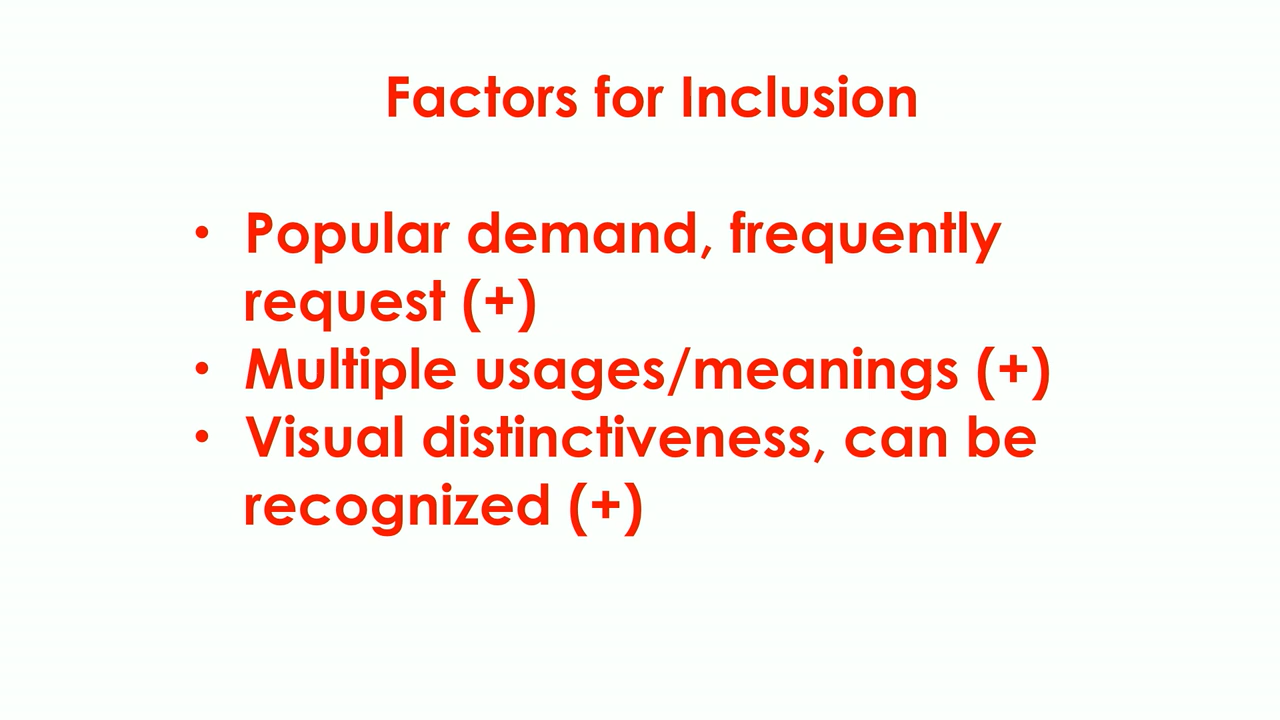 Factors for Inclusion
• Popular demand, frequently
request (+)
• Multiple usages/meanings (+)
• Visual distinctiveness, can be
recognized (+)